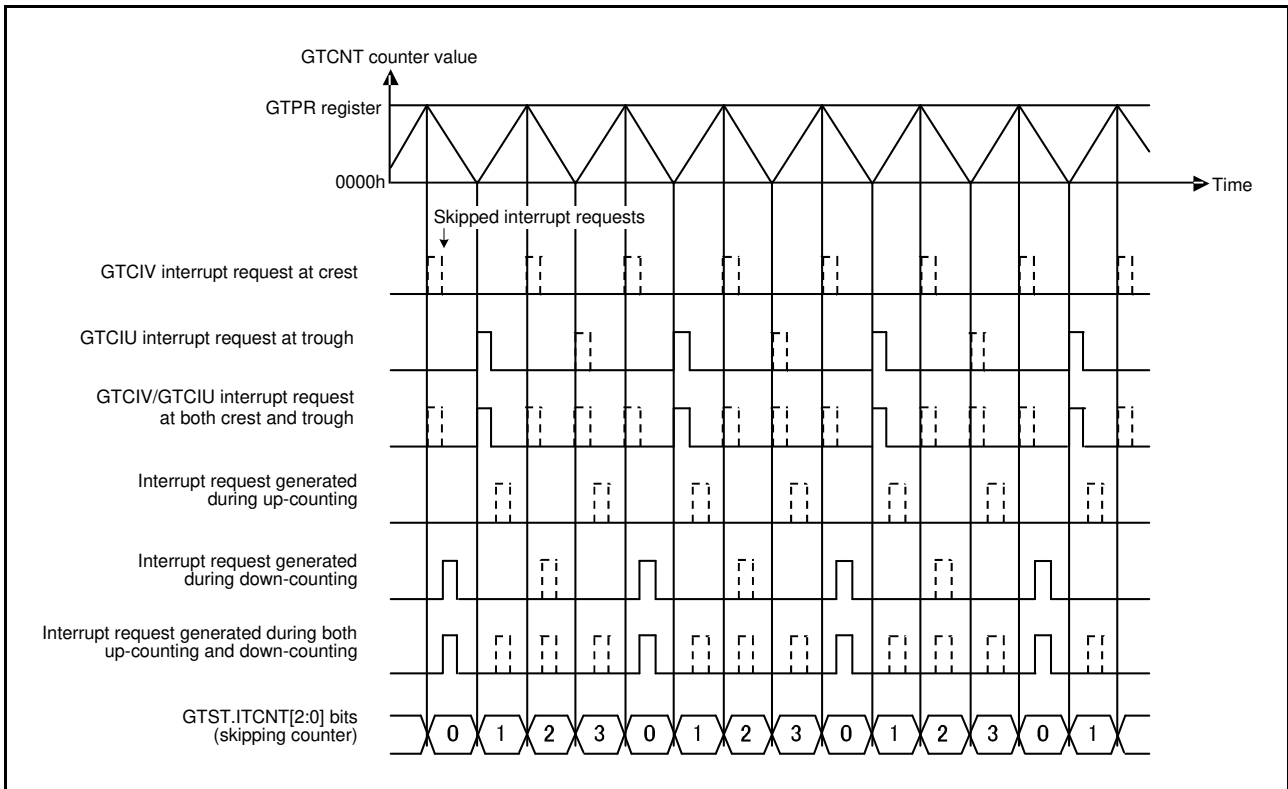 GTCNT counter value
GTPR register
0000h
Time
Skipped interrupt requests
GTCIV interrupt request at crest
GTCIU interrupt request at trough
GTCIV/GTCIU interrupt request
at both crest and trough
Interrupt request generated
during up-counting
Interrupt request generated
during down-counting
Interrupt request generated during both
up-counting and down-counting
GTST.ITCNT[2:0] bits
(skipping counter)
0 1 2 3 0 1 2 3 0 1 2 3 0 1